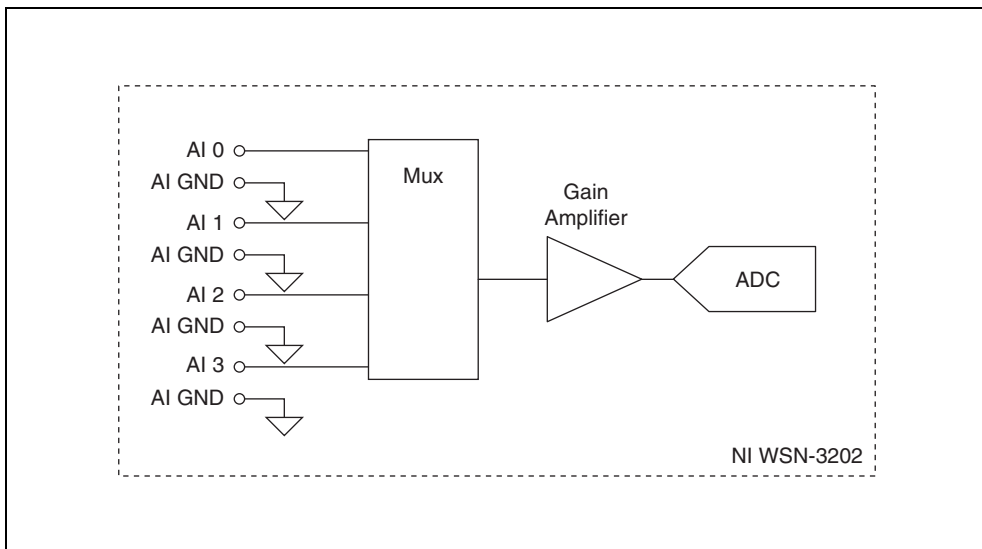 AI 0
AI GND
AI 1
AI GND
AI 2
AI GND
AI 3
AI GND
Mux
Gain
Amplifier
ADC
NI WSN-3202